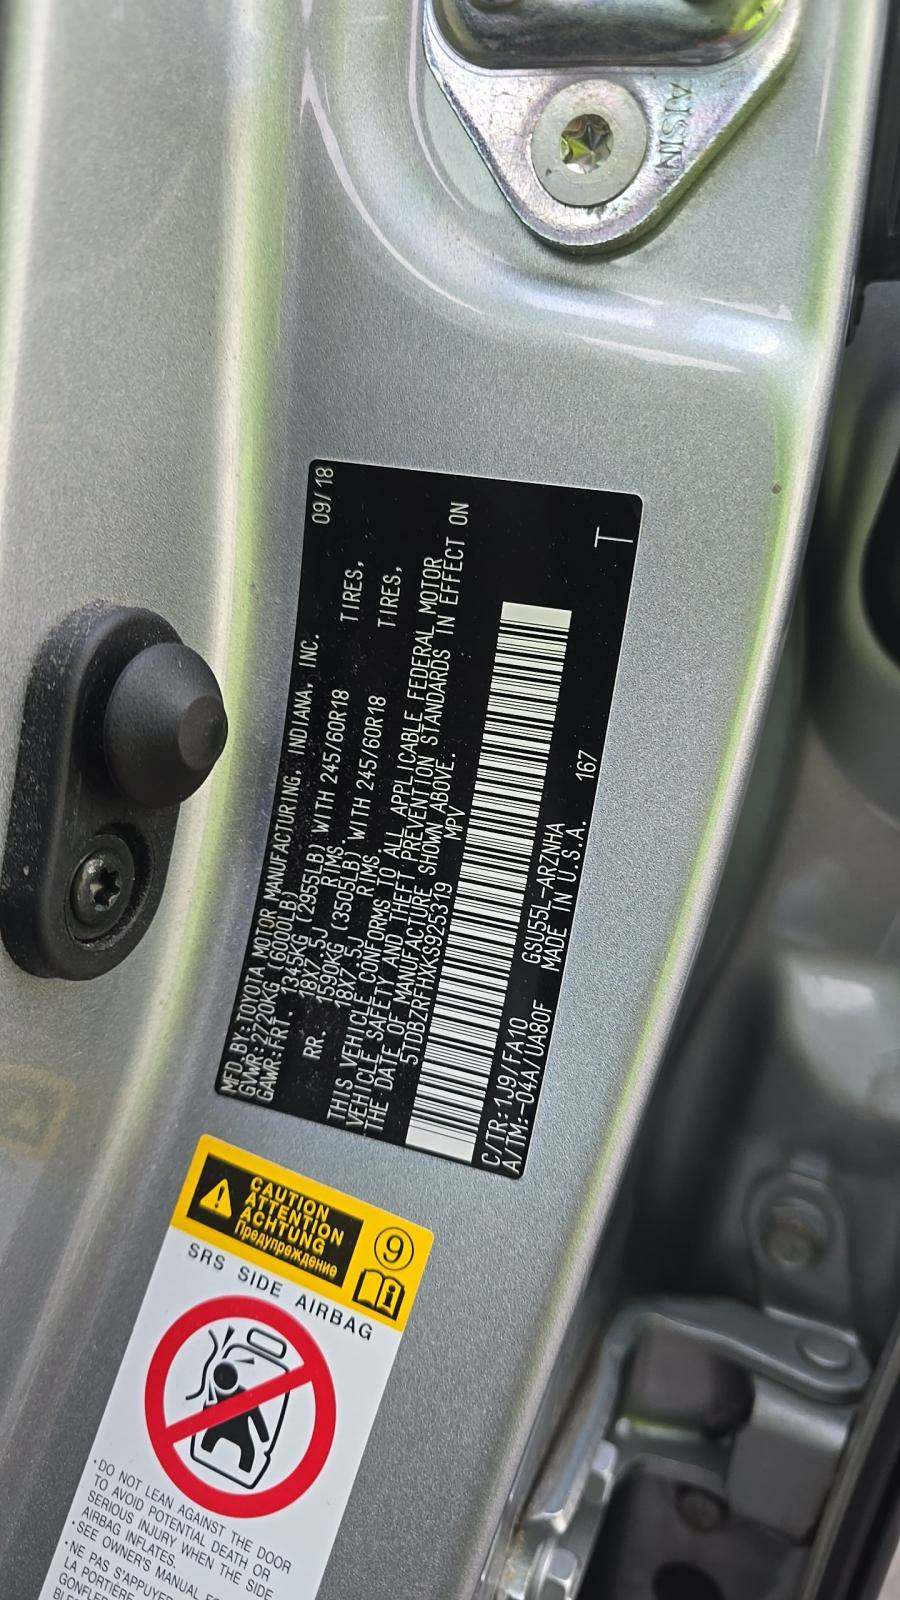 AISIN
MFD.BY:TOYOTA MOTOR MANUFACTURING, INDIANA, INC. 09/18
GVWR:2720KG (6000LB)
GAWR:FRT. 1345KG (2955LB) WITH 245/60R18 TIRES,
18X7.5J RIMS.
RR. 1590KG (3505LB) WITH 245/60R18 TIRES,
18X7.5J RIMS.
THIS VEHICLE CONFORMS TO ALL APPLICABLE FEDERAL MOTOR
VEHICLE SAFETY AND THEFT PREVENTION STANDARDS IN EFFECT ON
THE DATE OF MANUFACTURE SHOWN ABOVE.
5TDBZRFHXKS925319 MPV
C/TR:1J9/FA10 GSU55L-ARZNHA 167
A/TM:-04A/UA80F MADE IN U.S.A.
T
CAUTION
ATTENTION
ACHTUNG
Предупреждение
9
SRS SIDE AIRBAG
·DO NOT LEAN AGAINST THE DOOR
TO AVOID POTENTIAL DEATH OR
SERIOUS INJURY WHEN THE SIDE
AIRBAG INFLATES.
·SEE OWNER'S MANUAL
·NE PAS S'APPUYER
LA PORTIÈRE